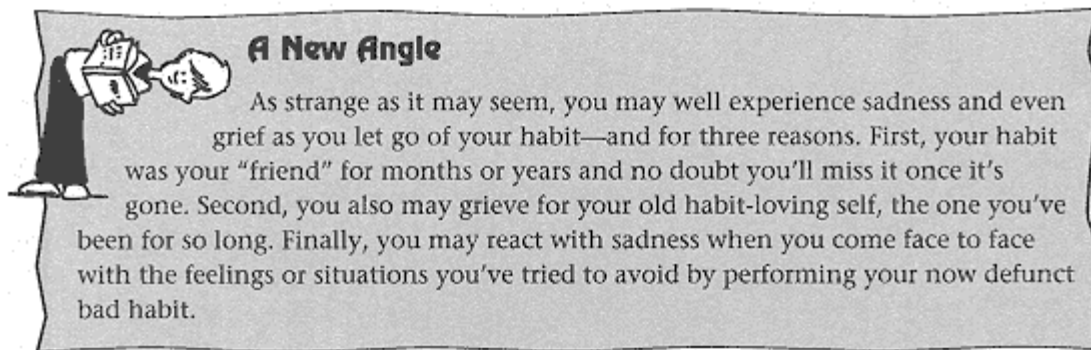 A New Angle
As strange as it may seem, you may well experience sadness and even
grief as you let go of your habit—and for three reasons. First, your habit
was your "friend" for months or years and no doubt you'll miss it once it's
gone. Second, you also may grieve for your old habit-loving self, the one you've
been for so long. Finally, you may react with sadness when you come face to face
with the feelings or situations you've tried to avoid by performing your now defunct
bad habit.